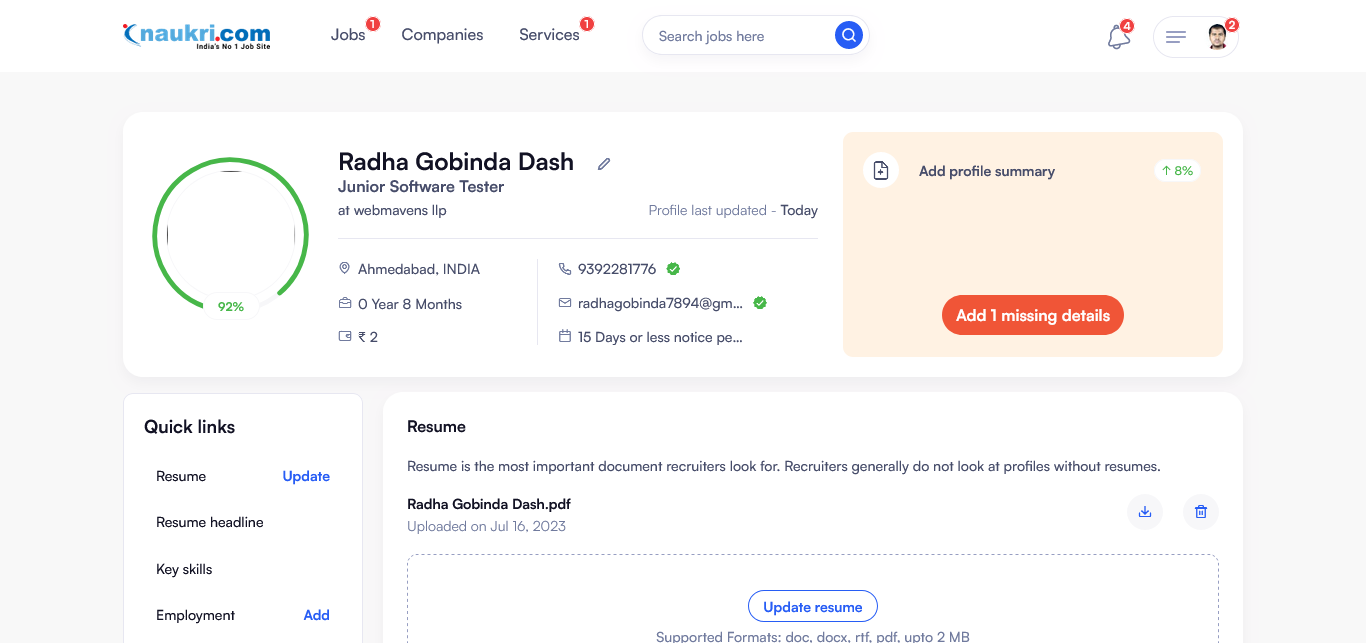 naukri.com
India's No 1 Job Site
Jobs 1
Companies
Services 1
Search jobs here
4
2
Radha Gobinda Dash
Junior Software Tester
at webmavens llp
Profile last updated - Today
92%
Ahmedabad, INDIA
0 Year 8 Months
₹ 2
9392281776
radhagobinda7894@gm...
15 Days or less notice pe...
Add profile summary
↑ 8%
Add 1 missing details
Quick links
Resume Update
Resume headline
Key skills
Employment Add
Resume
Resume is the most important document recruiters look for. Recruiters generally do not look at profiles without resumes.
Radha Gobinda Dash.pdf
Uploaded on Jul 16, 2023
Update resume
Supported Formats: doc, docx, rtf, pdf, upto 2 MB